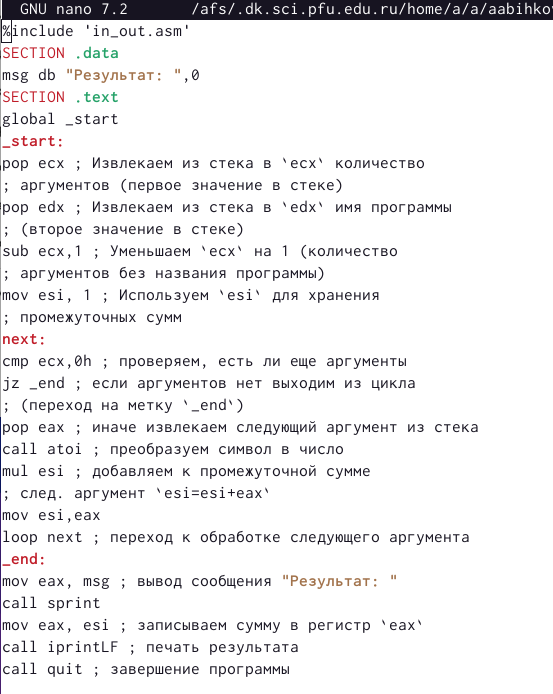 GNU nano 7.2 /afs/.dk.sci.pfu.edu.ru/home/a/a/aabihkov
%include 'in_out.asm'
SECTION .data
msg db "Результат: ",0
SECTION .text
global _start
_start:
pop ecx ; Извлекаем из стека в `ecx` количество
; аргументов (первое значение в стеке)
pop edx ; Извлекаем из стека в `edx` имя программы
; (второе значение в стеке)
sub ecx,1 ; Уменьшаем `ecx` на 1 (количество
; аргументов без названия программы)
mov esi, 1 ; Используем `esi` для хранения
; промежуточных сумм
next:
cmp ecx,0h ; проверяем, есть ли еще аргументы
jz _end ; если аргументов нет выходим из цикла
; (переход на метку `_end`)
pop eax ; иначе извлекаем следующий аргумент из стека
call atoi ; преобразуем символ в число
mul esi ; добавляем к промежуточной сумме
; след. аргумент `esi=esi+eax`
mov esi,eax
loop next ; переход к обработке следующего аргумента
_end:
mov eax, msg ; вывод сообщения "Результат: "
call sprint
mov eax, esi ; записываем сумму в регистр `eax`
call iprintLF ; печать результата
call quit ; завершение программы